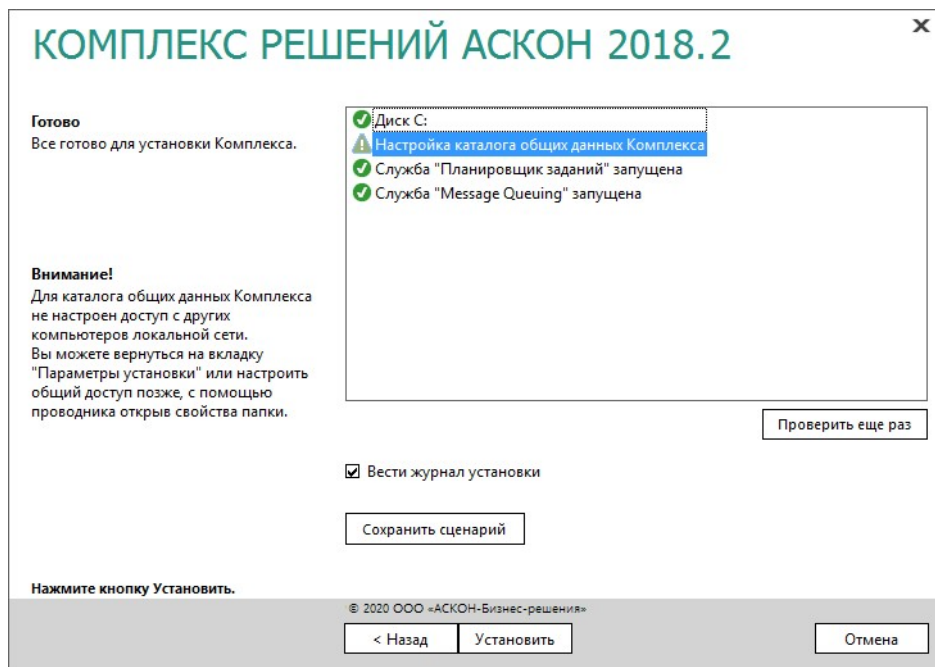 КОМПЛЕКС РЕШЕНИЙ АСКОН 2018.2
Готово
Все готово для установки Комплекса.
Внимание!
Для каталога общих данных Комплекса
не настроен доступ с других
компьютеров локальной сети.
Вы можете вернуться на вкладку
"Параметры установки" или настроить
общий доступ позже, с помощью
проводника открыв свойства папки.
Диск C:
Настройка каталога общих данных Комплекса
Служба "Планировщик заданий" запущена
Служба "Message Queuing" запущена
Проверить еще раз
Вести журнал установки
Сохранить сценарий
Нажмите кнопку Установить.
© 2020 ООО «АСКОН-Бизнес-решения»
< Назад
Установить
Отмена